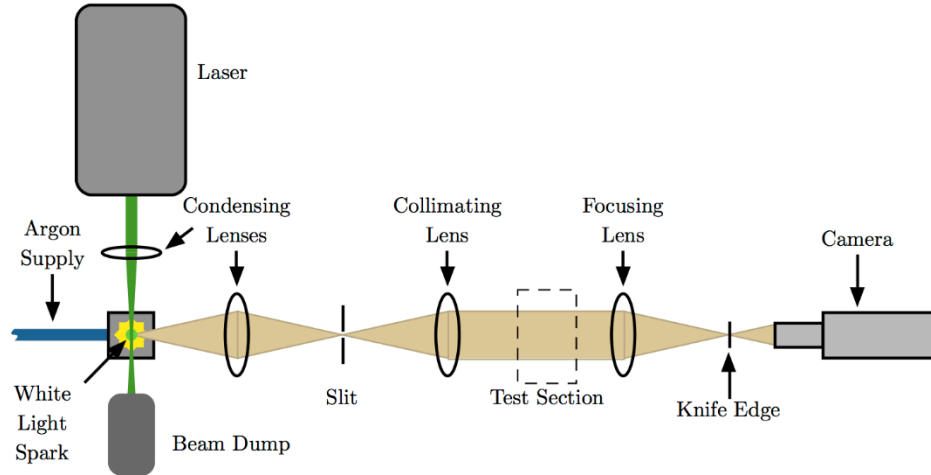 Laser
Argon
Supply
Condensing
Lenses
Collimating
Lens
Focusing
Lens
Camera
White
Light
Spark
Beam Dump
Slit
Test Section
Knife Edge